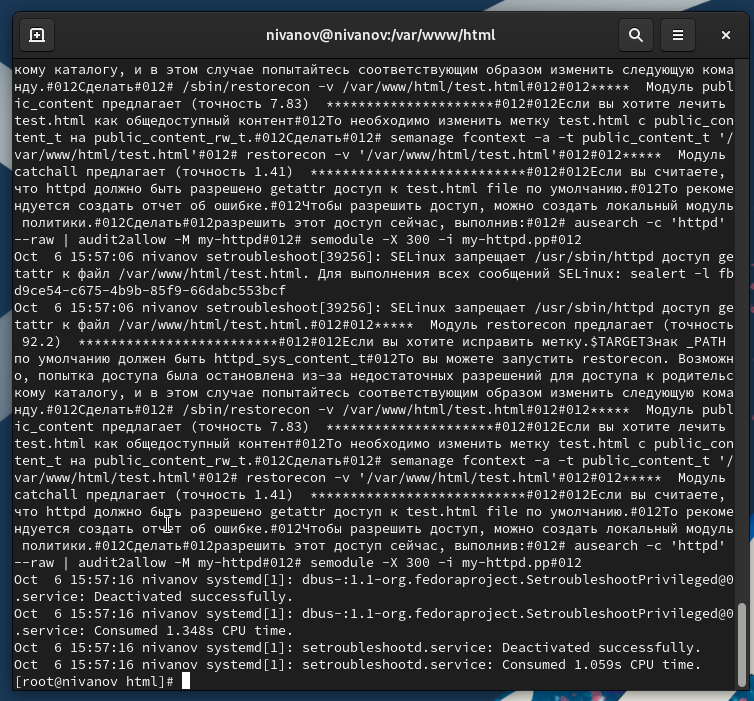 nivanov@nivanov:/var/www/html
кому каталогу, и в этом случае попытайтесь соответствующим образом изменить следующую кома
нду.#012Сделать#012# /sbin/restorecon -v /var/www/html/test.html#012#012*****  Модуль publ
ic_content предлагает (точность 7.83)  *********************#012#012Если вы хотите лечить
test.html как общедоступный контент#012То необходимо изменить метку test.html с public_con
tent_t на public_content_rw_t.#012Сделать#012# semanage fcontext -a -t public_content_t '/
var/www/html/test.html'#012# restorecon -v '/var/www/html/test.html'#012#012*****  Модуль
catchall предлагает (точность 1.41)  **************************#012#012Если вы считаете,
что httpd должно быть разрешено getattr доступ к test.html file по умолчанию.#012То рекоме
ндуется создать отчет об ошибке.#012Чтобы разрешить доступ, можно создать локальный модуль
 политики.#012Сделать#012разрешить этот доступ сейчас, выполнив:#012# ausearch -c 'httpd'
--raw | audit2allow -M my-httpd#012# semodule -X 300 -i my-httpd.pp#012
Oct  6 15:57:06 nivanov setroubleshoot[39256]: SELinux запрещает /usr/sbin/httpd доступ ge
tattr к файл /var/www/html/test.html. Для выполнения всех сообщений SELinux: sealert -l fb
d9ce54-c675-4b9b-85f9-66dabc553bcf
Oct  6 15:57:06 nivanov setroubleshoot[39256]: SELinux запрещает /usr/sbin/httpd доступ ge
tattr к файл /var/www/html/test.html.#012#012*****  Модуль restorecon предлагает (точность
 92.2)  ************************#012#012Если вы хотите исправить метку.$TARGETЗнак _PATH
по умолчанию должен быть httpd_sys_content_t#012То вы можете запустить restorecon. Возможн
о, попытка доступа была остановлена из-за недостаточных разрешений для доступа к родительс
кому каталогу, и в этом случае попытайтесь соответствующим образом изменить следующую кома
нду.#012Сделать#012# /sbin/restorecon -v /var/www/html/test.html#012#012*****  Модуль publ
ic_content предлагает (точность 7.83)  *********************#012#012Если вы хотите лечить
test.html как общедоступный контент#012То необходимо изменить метку test.html с public_con
tent_t на public_content_rw_t.#012Сделать#012# semanage fcontext -a -t public_content_t '/
var/www/html/test.html'#012# restorecon -v '/var/www/html/test.html'#012#012*****  Модуль
catchall предлагает (точность 1.41)  **************************#012#012Если вы считаете,
что httpd должно быть разрешено getattr доступ к test.html file по умолчанию.#012То рекоме
ндуется создать отчет об ошибке.#012Чтобы разрешить доступ, можно создать локальный модуль
 политики.#012Сделать#012разрешить этот доступ сейчас, выполнив:#012# ausearch -c 'httpd'
--raw | audit2allow -M my-httpd#012# semodule -X 300 -i my-httpd.pp#012
Oct  6 15:57:16 nivanov systemd[1]: dbus-:1.1-org.fedoraproject.SetroubleshootPrivileged@0
.service: Deactivated successfully.
Oct  6 15:57:16 nivanov systemd[1]: dbus-:1.1-org.fedoraproject.SetroubleshootPrivileged@0
.service: Consumed 1.348s CPU time.
Oct  6 15:57:16 nivanov systemd[1]: setroubleshootd.service: Deactivated successfully.
Oct  6 15:57:16 nivanov systemd[1]: setroubleshootd.service: Consumed 1.059s CPU time.
[root@nivanov html]#